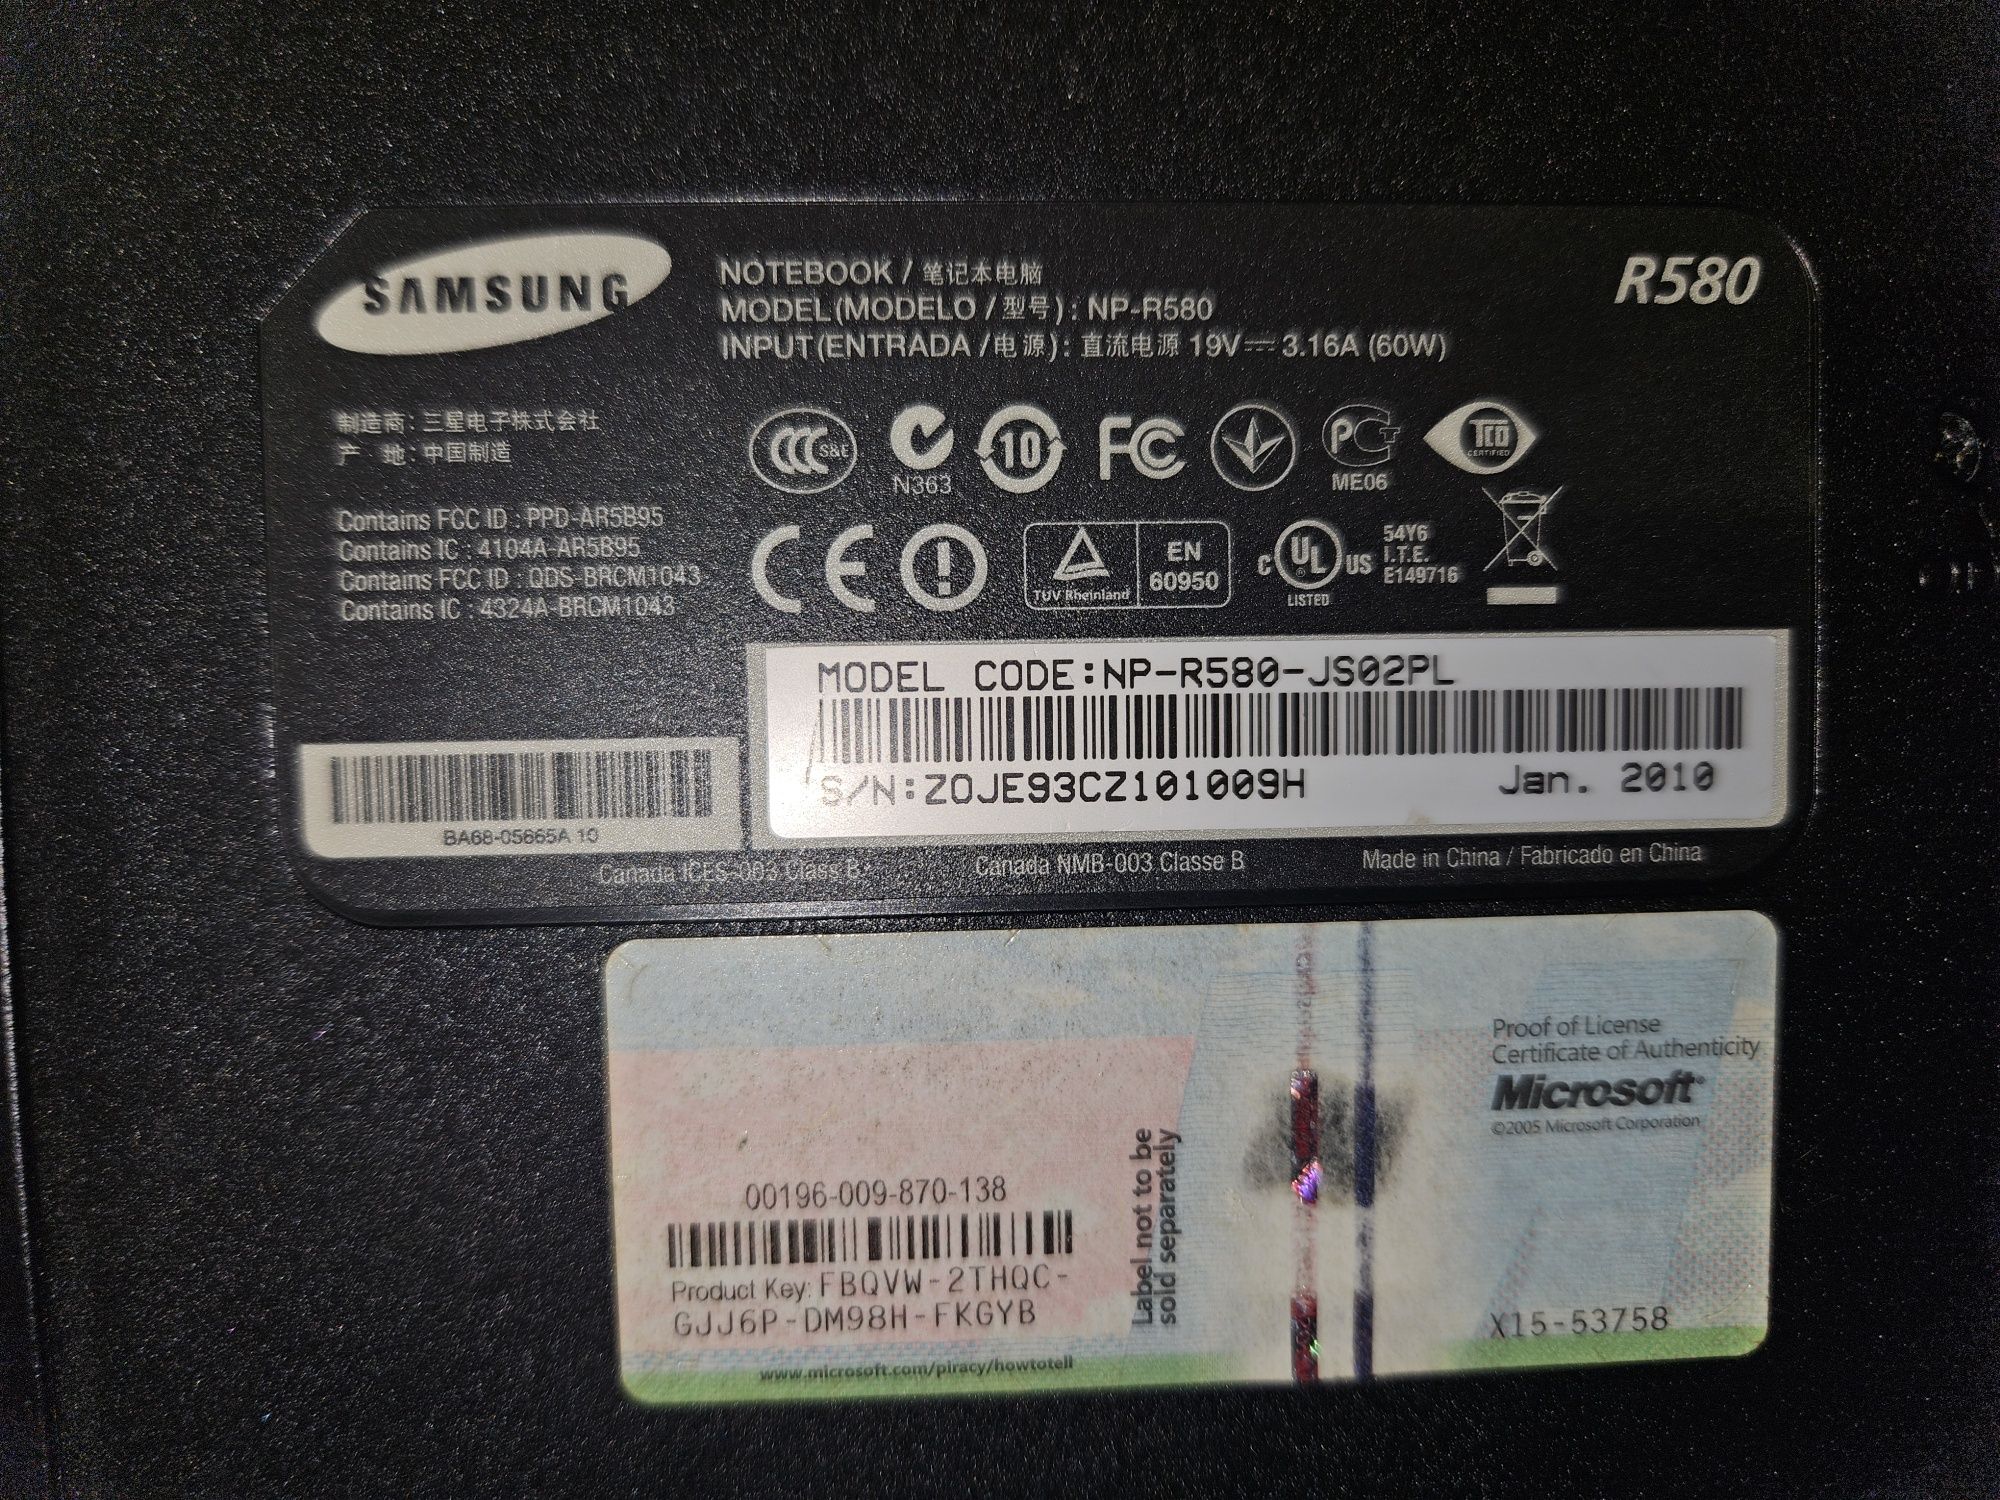 SAMSUNG
NOTEBOOK / 笔记本电脑
MODEL(MODELO / 型号) : NP-R580
INPUT(ENTRADA / 电源) : 直流电源 19V 3.16A (60W)
R580
制造商: 三星电子株式会社
产 地: 中国制造
Contains FCC ID : PPD-AR5B95
Contains IC : 4104A-AR5B95
Contains FCC ID : QDS-BRCM1043
Contains IC : 4324A-BRCM1043
CCC S&E
N363
10
FC
PCT
ME06
TCO
CERTIFIED
CE
TÜV Rheinland
EN
60950
C UL US
LISTED
54Y6
I.T.E.
E149716
MODEL CODE:NP-R580-JS02PL
S/N:ZOJE93CZ101009H Jan. 2010
BA68-05665A 10
Canada ICES-003 Class B
Canada NMB-003 Classe B
Made in China / Fabricado en China
Proof of License
Certificate of Authenticity
Microsoft
©2005 Microsoft Corporation
00196-009-870-138
Product Key: FBQVW-2THQC-
GJJ6P-DM98H-FKGYB
www.microsoft.com/piracy/howtotell
Label not to be
sold separately
X15-53758